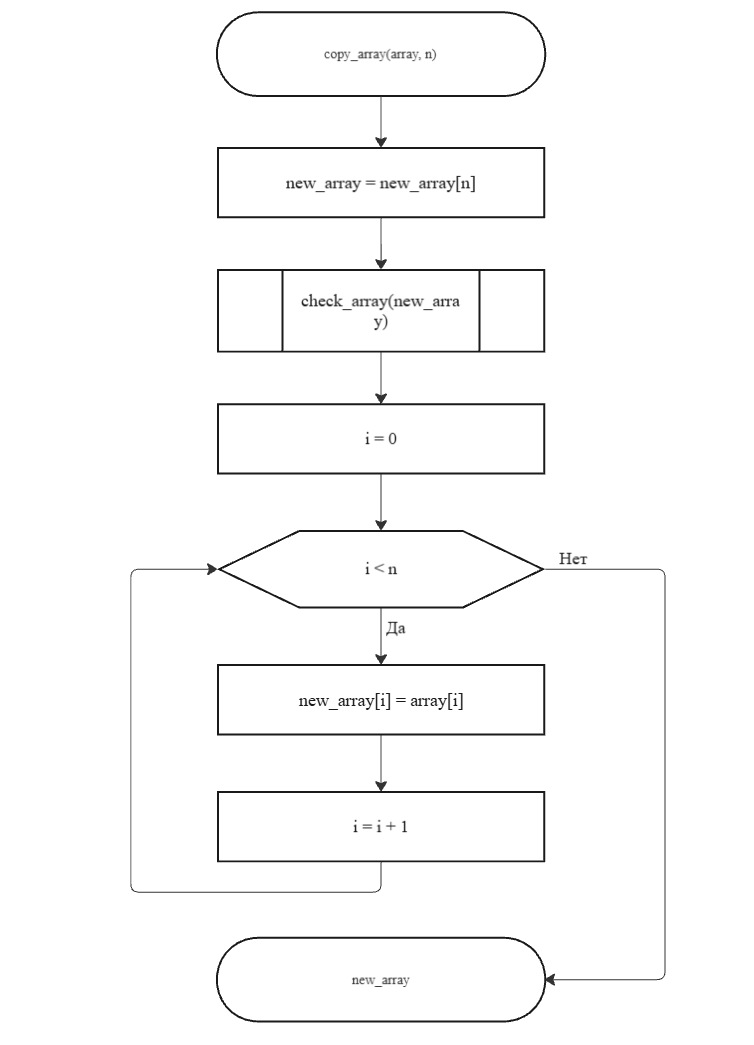 copy_array(array, n)
new_array = new_array[n]
check_array(new_arra
y)
i = 0
i < n
Нет
Да
new_array[i] = array[i]
i = i + 1
new_array